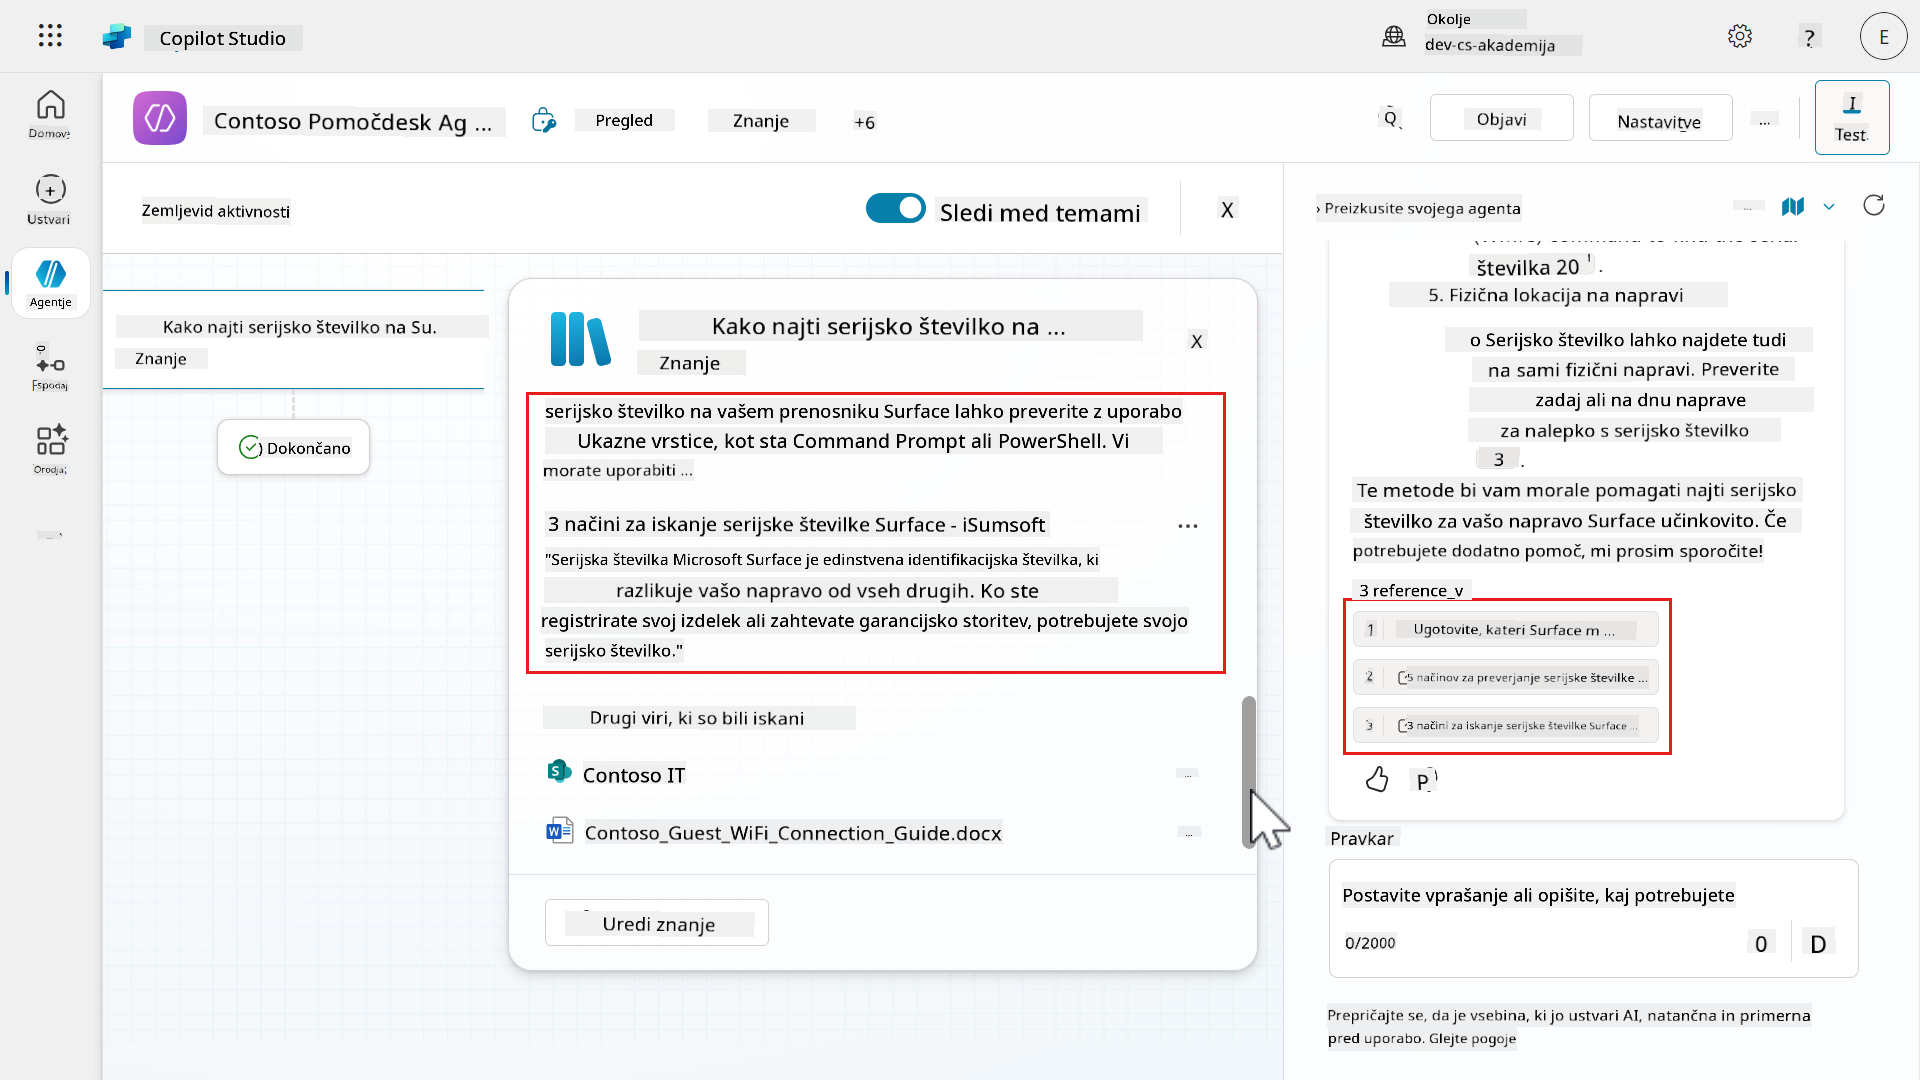 Copilot Studio
Okolje
dev-cs-akademija
?
E
Domov
Contoso Pomočdesk Ag ...
Pregled
Znanje
+6
Q
Objavi
Nastavitve
...
I
Test
Ustvari
Zemljevid aktivnosti
Sledi med temami
X
› Preizkusite svojega agenta
...
Agentje
Kako najti serijsko številko na Su.
Znanje
Dokončano
Orodja
Kako najti serijsko številko na ...
Znanje
X
serijsko številko na vašem prenosniku Surface lahko preverite z uporabo
Ukazne vrstice, kot sta Command Prompt ali PowerShell. Vi
morate uporabiti ...
3 načini za iskanje serijske številke Surface - iSumsoft
...
"Serijska številka Microsoft Surface je edinstvena identifikacijska številka, ki
razlikuje vašo napravo od vseh drugih. Ko ste
registrirate svoj izdelek ali zahtevate garancijsko storitev, potrebujete svojo
serijsko številko."
Drugi viri, ki so bili iskani
Contoso IT
...
Contoso_Guest_WiFi_Connection_Guide.docx
...
Uredi znanje
številka 20 ¹ .
5. Fizična lokacija na napravi
o Serijsko številko lahko najdete tudi
na sami fizični napravi. Preverite
zadaj ali na dnu naprave
za nalepko s serijsko številko
3 .
Te metode bi vam morale pomagati najti serijsko
številko za vašo napravo Surface učinkovito. Če
potrebujete dodatno pomoč, mi prosim sporočite!
3 reference_v
1 Ugotovite, kateri Surface m ...
2 5 načinov za preverjanje serijske številke ...
3 3 načini za iskanje serijske številke Surface ...
P
Pravkar
Postavite vprašanje ali opišite, kaj potrebujete
0/2000
0
D
Prepričajte se, da je vsebina, ki jo ustvari AI, natančna in primerna
pred uporabo. Glejte pogoje